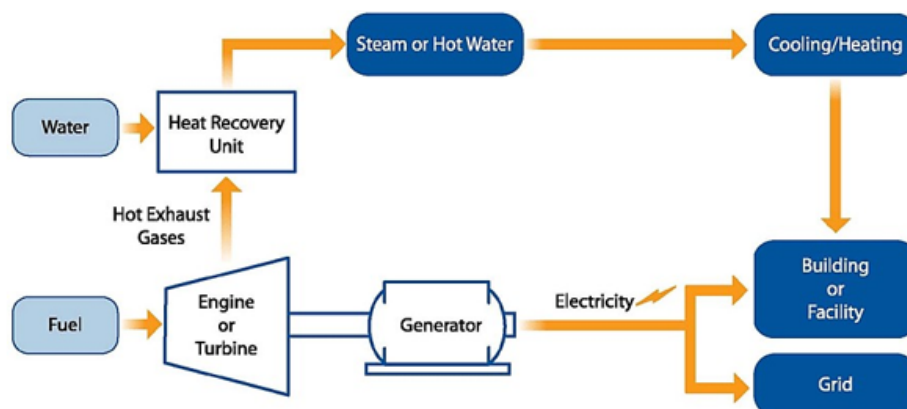 Steam or Hot Water
Cooling/Heating
Water
Heat Recovery
Unit
Hot Exhaust
Gases
Fuel
Engine
or
Turbine
Generator
Electricity
Building
or
Facility
Grid